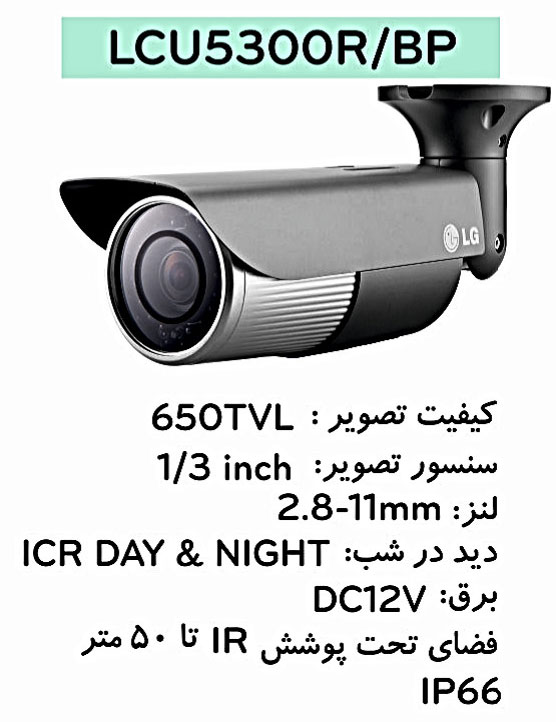 LCU5300R/BP
LG
کیفیت تصویر : 650TVL
سنسور تصویر: 1/3 inch
لنز: 2.8-11mm
دید در شب: ICR DAY & NIGHT
برق: DC12V
فضای تحت پوشش IR تا ۵۰ متر
IP66